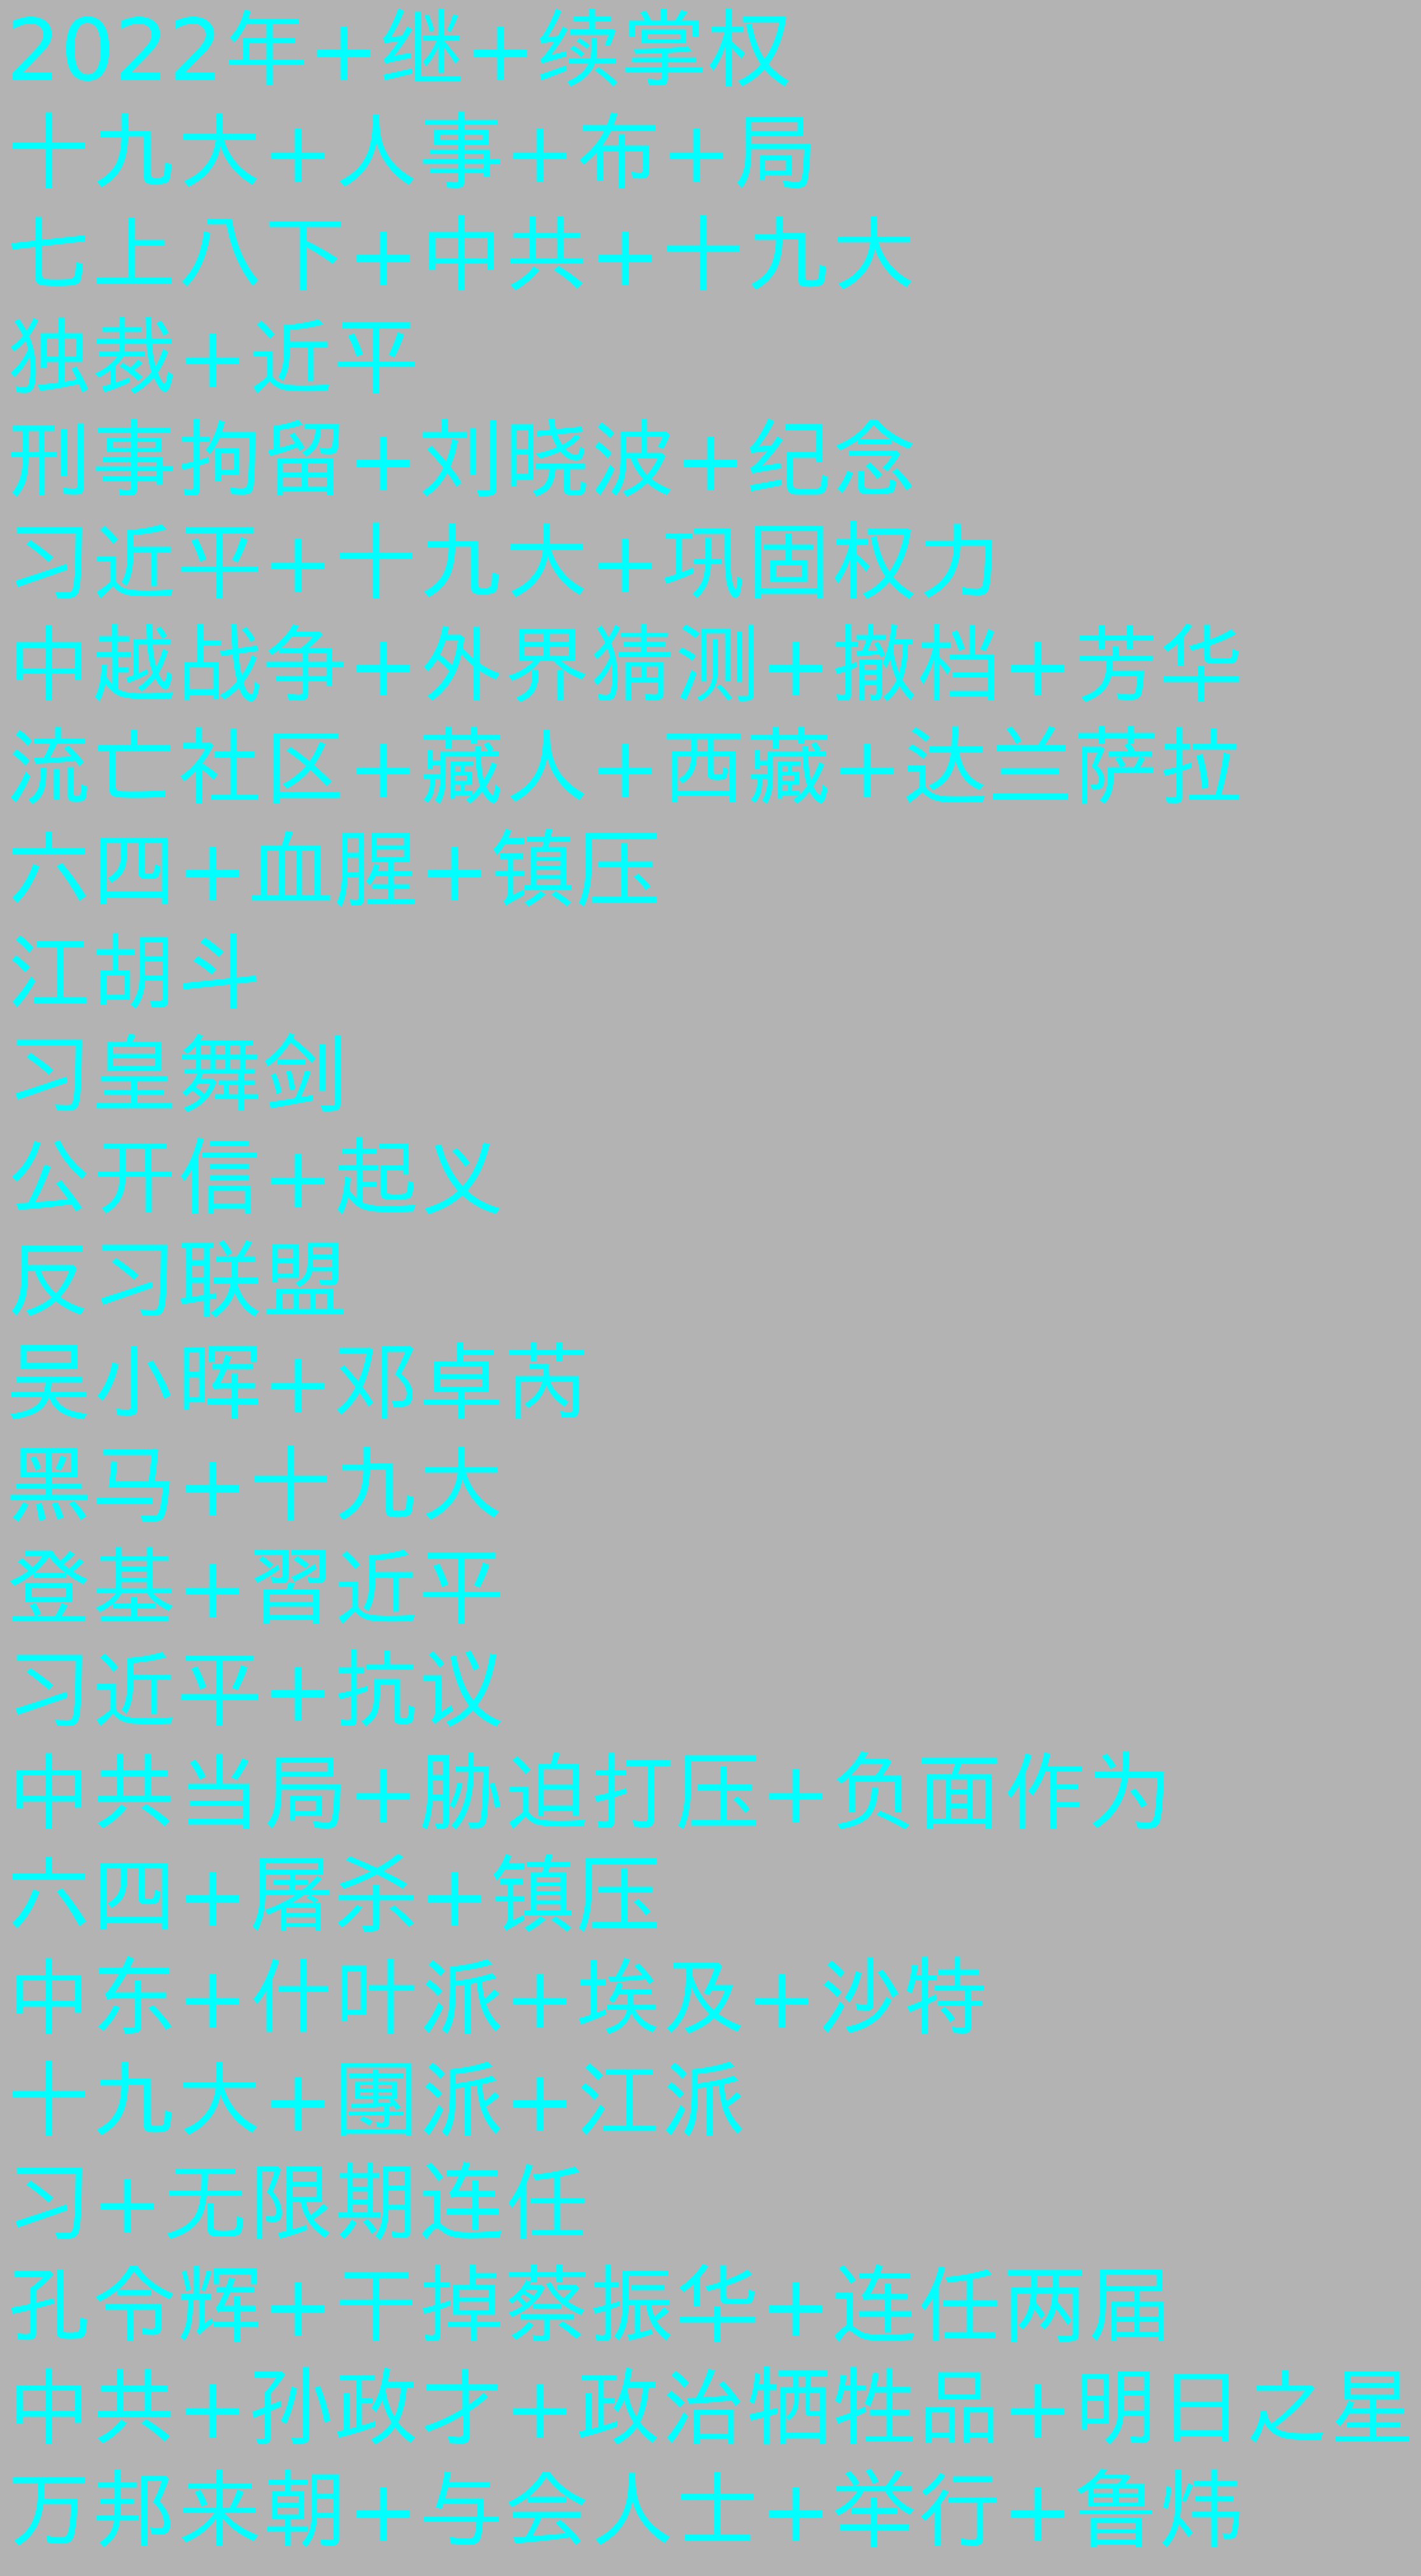 2022年+继+续掌权
十九大+人事+布+局
七上八下+中共+十九大
独裁+近平
刑事拘留+刘晓波+纪念
习近平+十九大+巩固权力
中越战争+外界猜测+撤档+芳华
流亡社区+藏人+西藏+达兰萨拉
六四+血腥+镇压
江胡斗
习皇舞剑
公开信+起义
反习联盟
吴小晖+邓卓芮
黑马+十九大
登基+習近平
习近平+抗议
中共当局+胁迫打压+负面作为
六四+屠杀+镇压
中东+什叶派+埃及+沙特
十九大+團派+江派
习+无限期连任
孔令辉+干掉蔡振华+连任两届
中共+孙政才+政治牺牲品+明日之星
万邦来朝+与会人士+举行+鲁炜